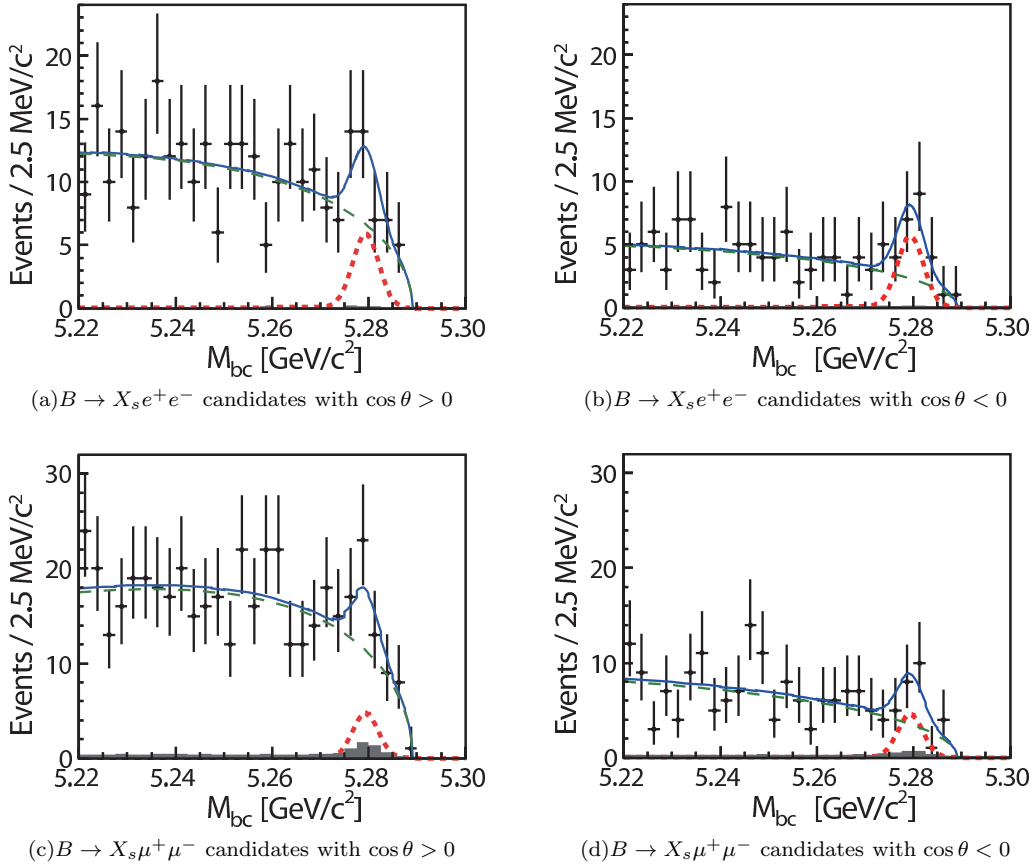 Events / 2.5 MeV/c²
20
15
10
5
0
5.22 5.24 5.26 5.28 5.30
M_bc [GeV/c²]
(a)B → X_s e⁺e⁻ candidates with cos θ > 0
Events / 2.5 MeV/c²
20
15
10
5
0
5.22 5.24 5.26 5.28 5.30
M_bc [GeV/c²]
(b)B → X_s e⁺e⁻ candidates with cos θ < 0
Events / 2.5 MeV/c²
30
20
10
0
5.22 5.24 5.26 5.28 5.30
M_bc [GeV/c²]
(c)B → X_s μ⁺μ⁻ candidates with cos θ > 0
Events / 2.5 MeV/c²
30
20
10
0
5.22 5.24 5.26 5.28 5.30
M_bc [GeV/c²]
(d)B → X_s μ⁺μ⁻ candidates with cos θ < 0